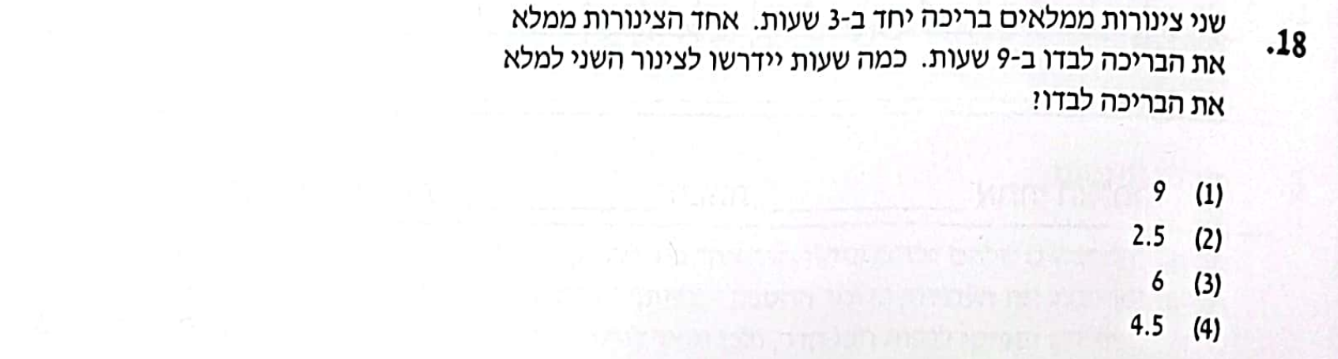 18. שני צינורות ממלאים בריכה יחד ב-3 שעות. אחד הצינורות ממלא
את הבריכה לבדו ב-9 שעות. כמה שעות יידרשו לצינור השני למלא
את הבריכה לבדו?
(1) 9
(2) 2.5
(3) 6
(4) 4.5